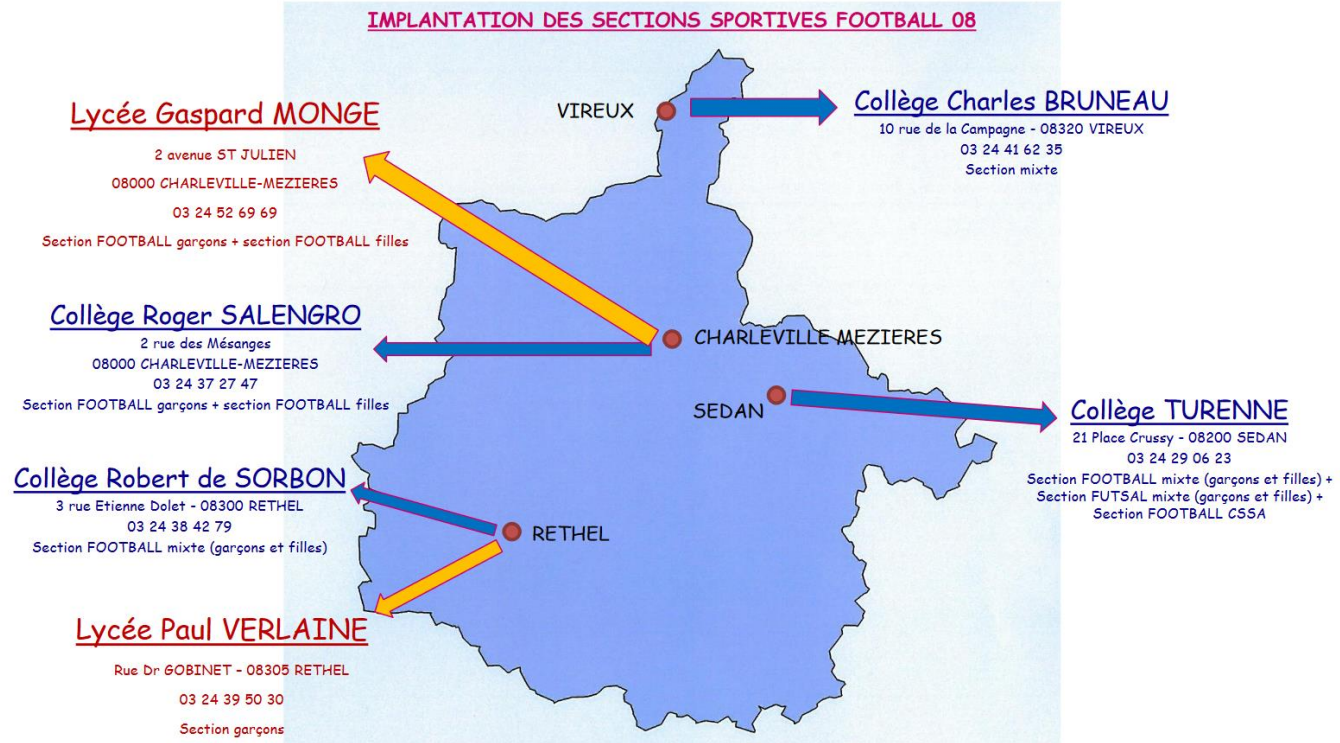 IMPLANTATION DES SECTIONS SPORTIVES FOOTBALL 08
Lycée Gaspard MONGE
2 avenue ST JULIEN
08000 CHARLEVILLE-MEZIERES
03 24 52 69 69
Section FOOTBALL garçons + section FOOTBALL filles
VIREUX
Collège Charles BRUNEAU
10 rue de la Campagne - 08320 VIREUX
03 24 41 62 35
Section mixte
Collège Roger SALENGRO
2 rue des Mésanges
08000 CHARLEVILLE-MEZIERES
03 24 37 27 47
Section FOOTBALL garçons + section FOOTBALL filles
CHARLEVILLE MEZIERES
SEDAN
Collège TURENNE
21 Place Crussy - 08200 SEDAN
03 24 29 06 23
Section FOOTBALL mixte (garçons et filles) +
Section FUTSAL mixte (garçons et filles) +
Section FOOTBALL CSSA
Collège Robert de SORBON
3 rue Etienne Dolet - 08300 RETHEL
03 24 38 42 79
Section FOOTBALL mixte (garçons et filles)
RETHEL
Lycée Paul VERLAINE
Rue Dr GOBINET - 08305 RETHEL
03 24 39 50 30
Section garçons